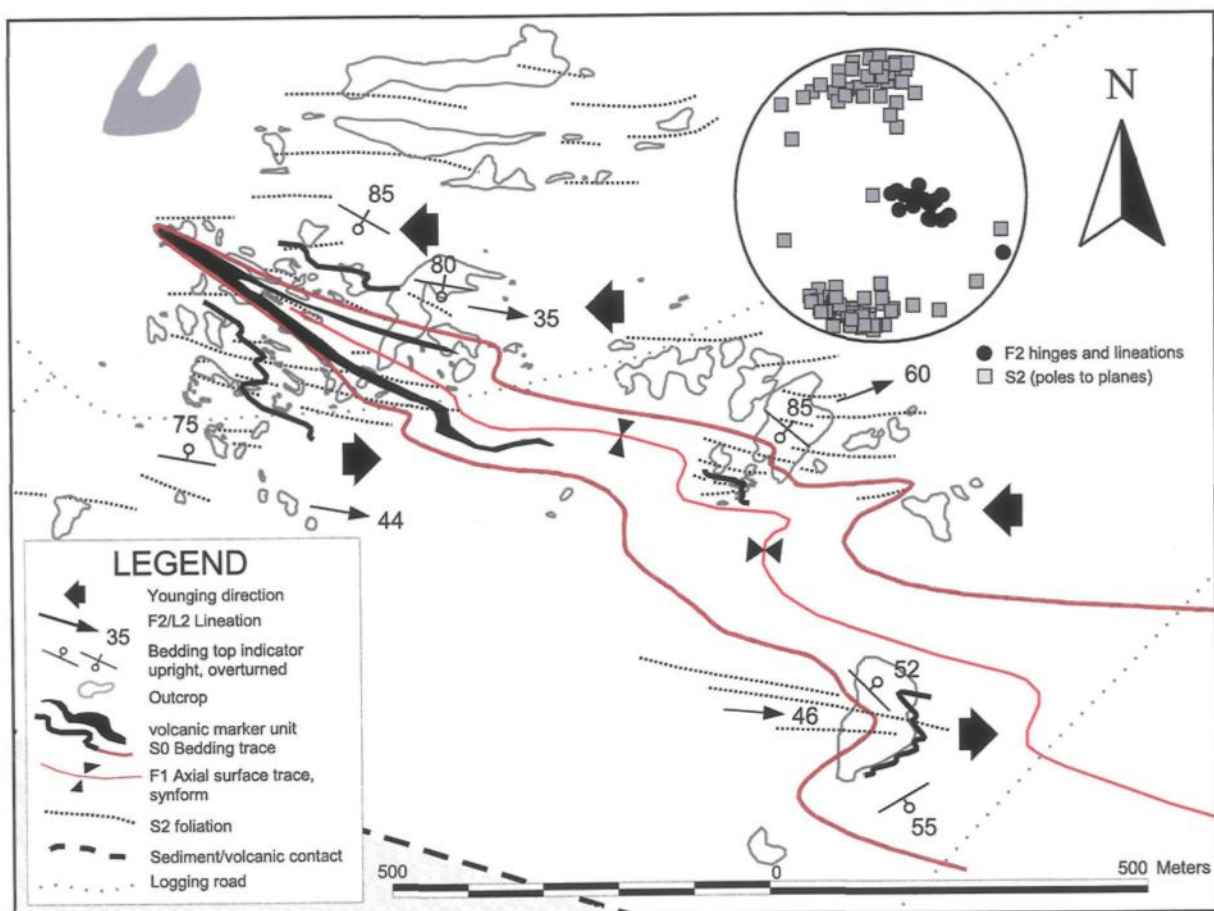 N
85
80
35
60
85
75
44
52
46
55
F2 hinges and lineations
S2 (poles to planes)
LEGEND
Younging direction
F2/L2 Lineation
35
Bedding top indicator
upright, overturned
Outcrop
volcanic marker unit
S0 Bedding trace
F1 Axial surface trace,
synform
S2 foliation
Sediment/volcanic contact
Logging road
500 0 500 Meters